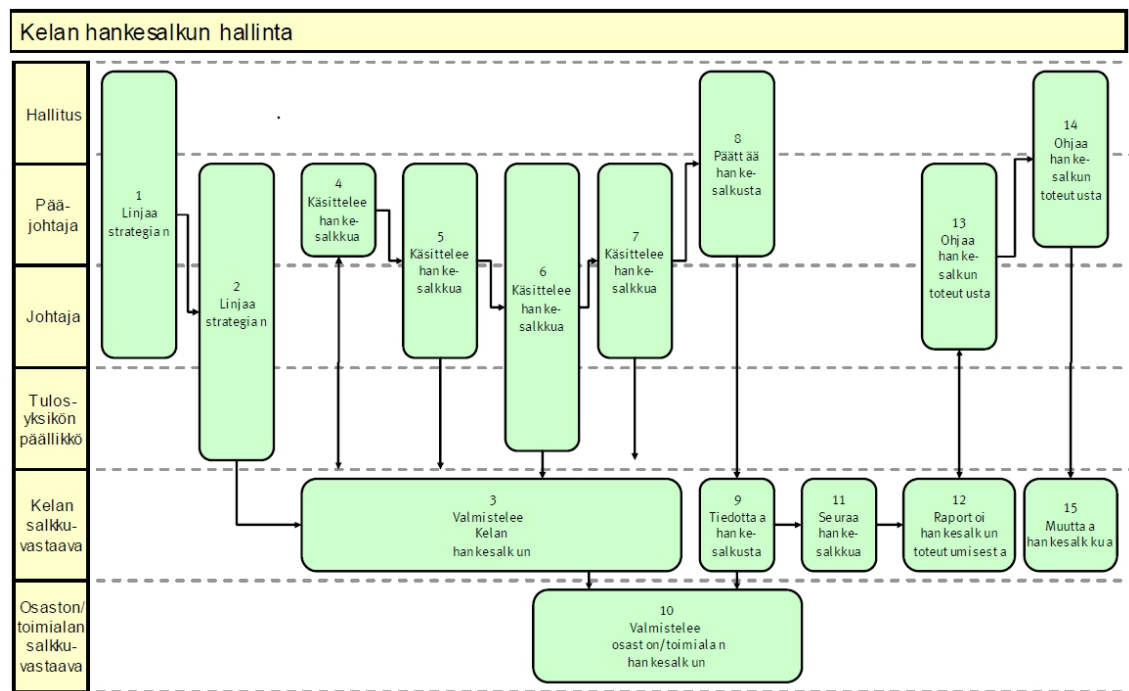 Kelan hankesalkun hallinta
Hallitus
Pää-
johtaja
Johtaja
Tulos-
yksikön
päällikkö
Kelan
salkku-
vastaava
Osaston/
toimialan
salkku-
vastaava
1
Linjaa
strategian
2
Linjaa
strategian
3
Valmistelee
Kelan
hankesalkun
4
Käsittelee
hanke-
salkkua
5
Käsittelee
hanke-
salkkua
6
Käsittelee
hanke-
salkkua
7
Käsittelee
hanke-
salkkua
8
Päättää
hanke-
salkusta
9
Tiedottaa
hanke-
salkusta
10
Valmistelee
osaston/toimialan
hankesalkun
11
Seuraa
hanke-
salkkua
12
Raportoi
hankesalkun
toteutumisesta
13
Ohjaa
hanke-
salkun
toteutusta
14
Ohjaa
hanke-
salkun
toteutusta
15
Muuttaa
hankesalkkua